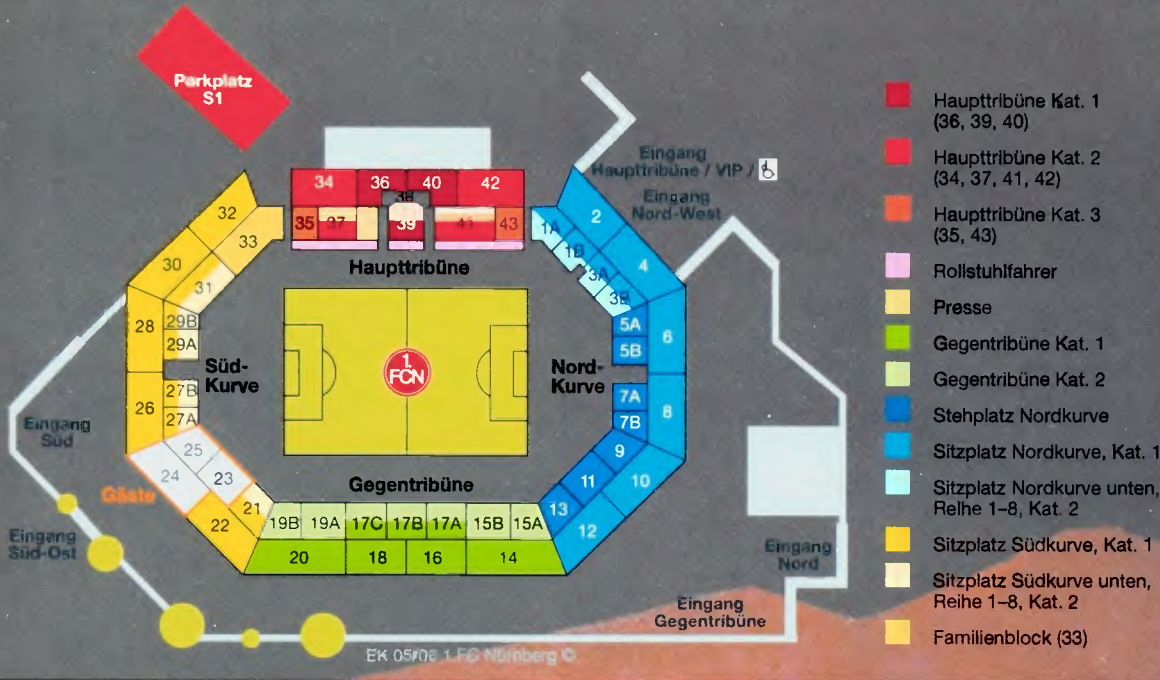 Parkplatz
S1
Eingang
Haupttribüne / VIP /
Eingang
Nord-West
34
36
38
40
42
35
37
39
41
43
Haupttribüne
32
33
30
31
28
29B
29A
26
27B
27A
Süd-
Kurve
1.
FCN
Nord-
Kurve
2
1A
1B
4
3A
3B
5A
5B
6
7A
7B
8
9
10
11
12
13
Eingang
Süd
25
24
23
Gäste
22
21
Gegentribüne
19B
19A
17C
17B
17A
15B
15A
20
18
16
14
Eingang
Süd-Ost
Eingang
Nord
Eingang
Gegentribüne
EK 05/06 1.FC Nürnberg ©
Haupttribüne Kat. 1
(36, 39, 40)
Haupttribüne Kat. 2
(34, 37, 41, 42)
Haupttribüne Kat. 3
(35, 43)
Rollstuhlfahrer
Presse
Gegentribüne Kat. 1
Gegentribüne Kat. 2
Stehplatz Nordkurve
Sitzplatz Nordkurve, Kat. 1
Sitzplatz Nordkurve unten,
Reihe 1–8, Kat. 2
Sitzplatz Südkurve, Kat. 1
Sitzplatz Südkurve unten,
Reihe 1–8, Kat. 2
Familienblock (33)